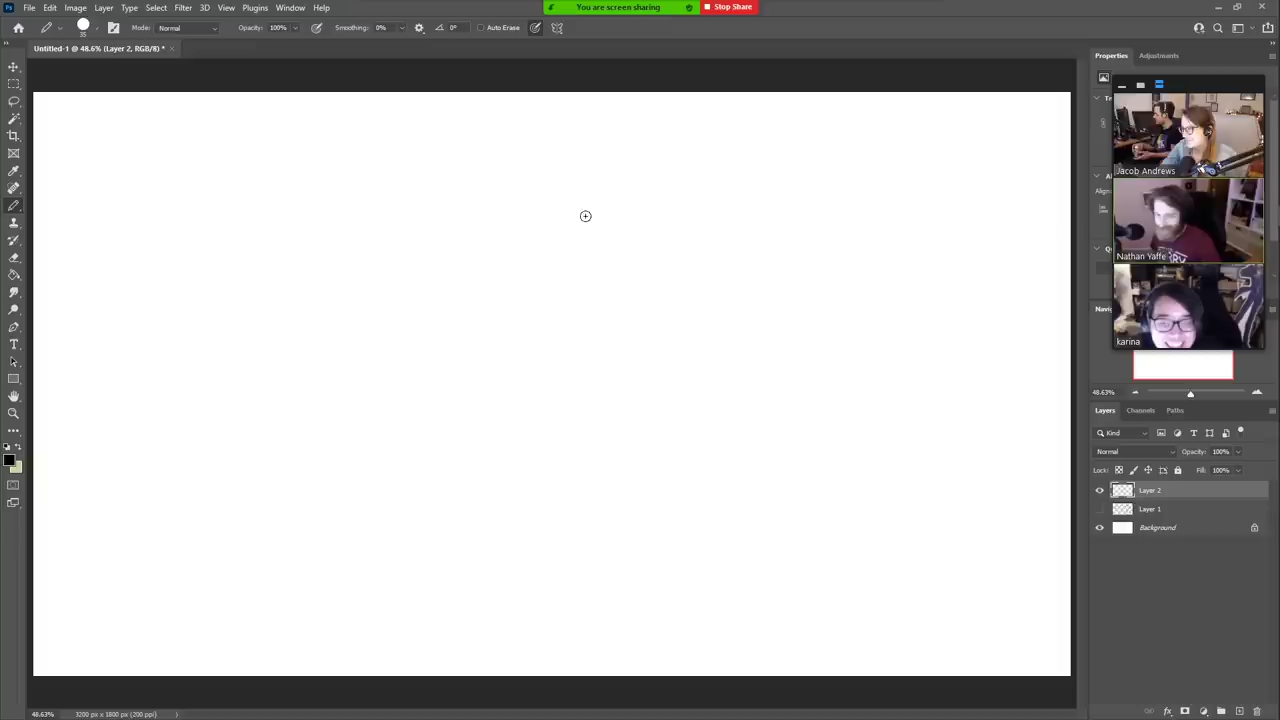 Ps File Edit Image Layer Type Select Filter 3D View Plugins Window Help
You are screen sharing Stop Share
35 Mode: Normal Opacity: 100% Smoothing: 0% 0° Auto Erase
Untitled-1 @ 48.6% (Layer 2, RGB/8) *
Properties Adjustments
Jacob Andrews
Nathan Yaffe
karina
48.63%
Layers Channels Paths
Kind
Normal Opacity: 100%
Lock: Fill: 100%
Layer 2
Layer 1
Background
48.63% 3200 px x 1800 px (200 ppi)